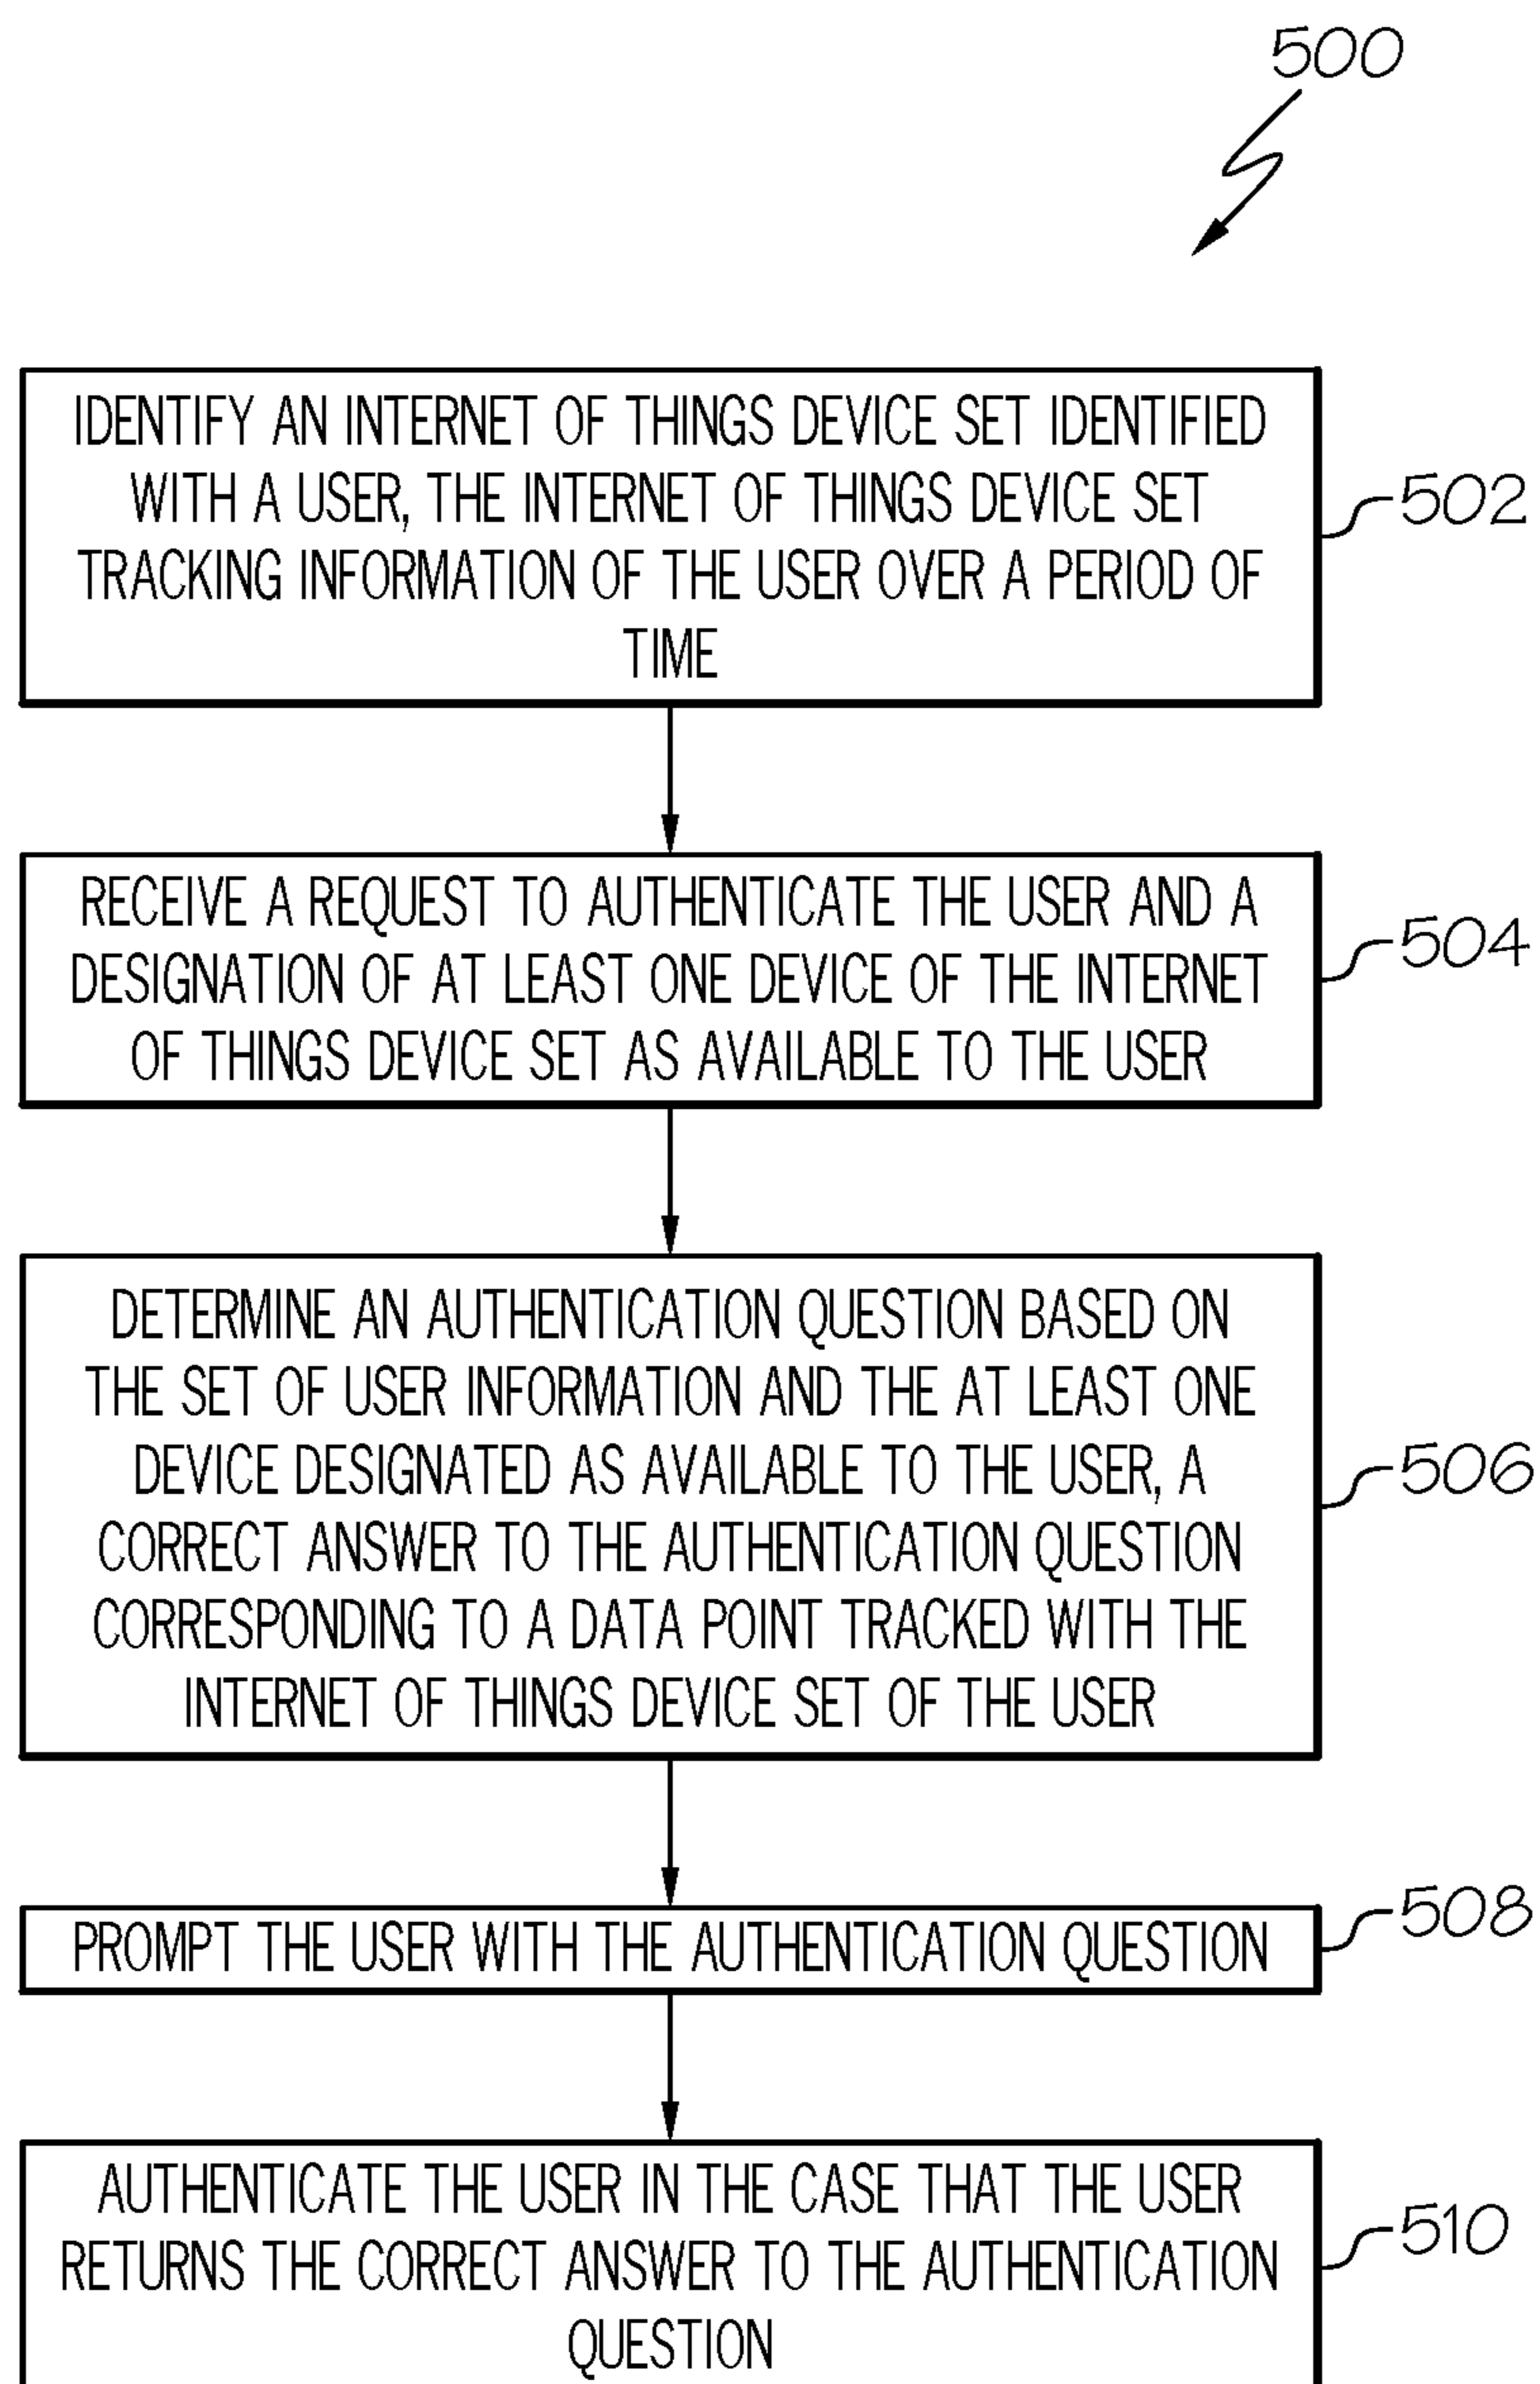 500
IDENTIFY AN INTERNET OF THINGS DEVICE SET IDENTIFIED
WITH A USER, THE INTERNET OF THINGS DEVICE SET
TRACKING INFORMATION OF THE USER OVER A PERIOD OF
TIME
502
RECEIVE A REQUEST TO AUTHENTICATE THE USER AND A
DESIGNATION OF AT LEAST ONE DEVICE OF THE INTERNET
OF THINGS DEVICE SET AS AVAILABLE TO THE USER
504
DETERMINE AN AUTHENTICATION QUESTION BASED ON
THE SET OF USER INFORMATION AND THE AT LEAST ONE
DEVICE DESIGNATED AS AVAILABLE TO THE USER, A
CORRECT ANSWER TO THE AUTHENTICATION QUESTION
CORRESPONDING TO A DATA POINT TRACKED WITH THE
INTERNET OF THINGS DEVICE SET OF THE USER
506
PROMPT THE USER WITH THE AUTHENTICATION QUESTION
508
AUTHENTICATE THE USER IN THE CASE THAT THE USER
RETURNS THE CORRECT ANSWER TO THE AUTHENTICATION
QUESTION
510